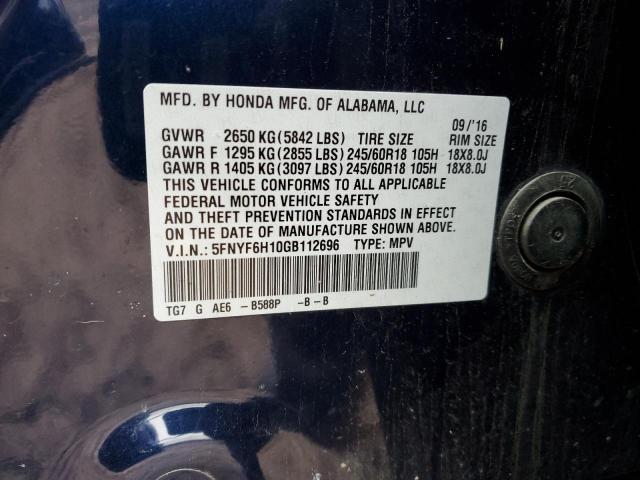 MFD. BY HONDA MFG. OF ALABAMA, LLC
09/'16
GVWR 2650 KG(5842 LBS) TIRE SIZE RIM SIZE
GAWR F 1295 KG(2855 LBS) 245/60R18 105H 18X8.0J
GAWR R 1405 KG(3097 LBS) 245/60R18 105H 18X8.0J
THIS VEHICLE CONFORMS TO ALL APPLICABLE
FEDERAL MOTOR VEHICLE SAFETY
AND THEFT PREVENTION STANDARDS IN EFFECT
ON THE DATE OF MANUFACTURE SHOWN ABOVE.
V.I.N.: 5FNYF6H10GB112696 TYPE: MPV
TG7 G AE6 -B588P -B-B